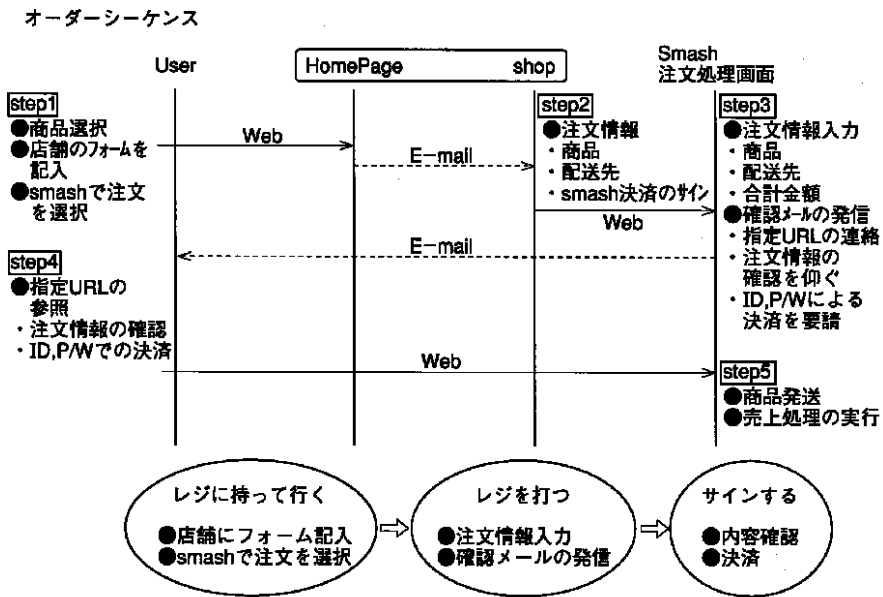 オーダーシーケンス
User
HomePage
shop
Smash
注文処理画面
step1
●商品選択
●店舗のフォームを
記入
●smashで注文
を選択
Web
E-mail
step2
●注文情報
・商品
・配送先
・smash決済のサイン
Web
step3
●注文情報入力
・商品
・配送先
・合計金額
●確認メールの発信
・指定URLの連絡
・注文情報の
確認を仰ぐ
・ID,P/Wによる
決済を要請
E-mail
step4
●指定URLの
参照
・注文情報の確認
・ID,P/Wでの決済
Web
step5
●商品発送
●売上処理の実行
レジに持って行く
●店舗にフォーム記入
●smashで注文を選択
レジを打つ
●注文情報入力
●確認メールの発信
サインする
●内容確認
●決済